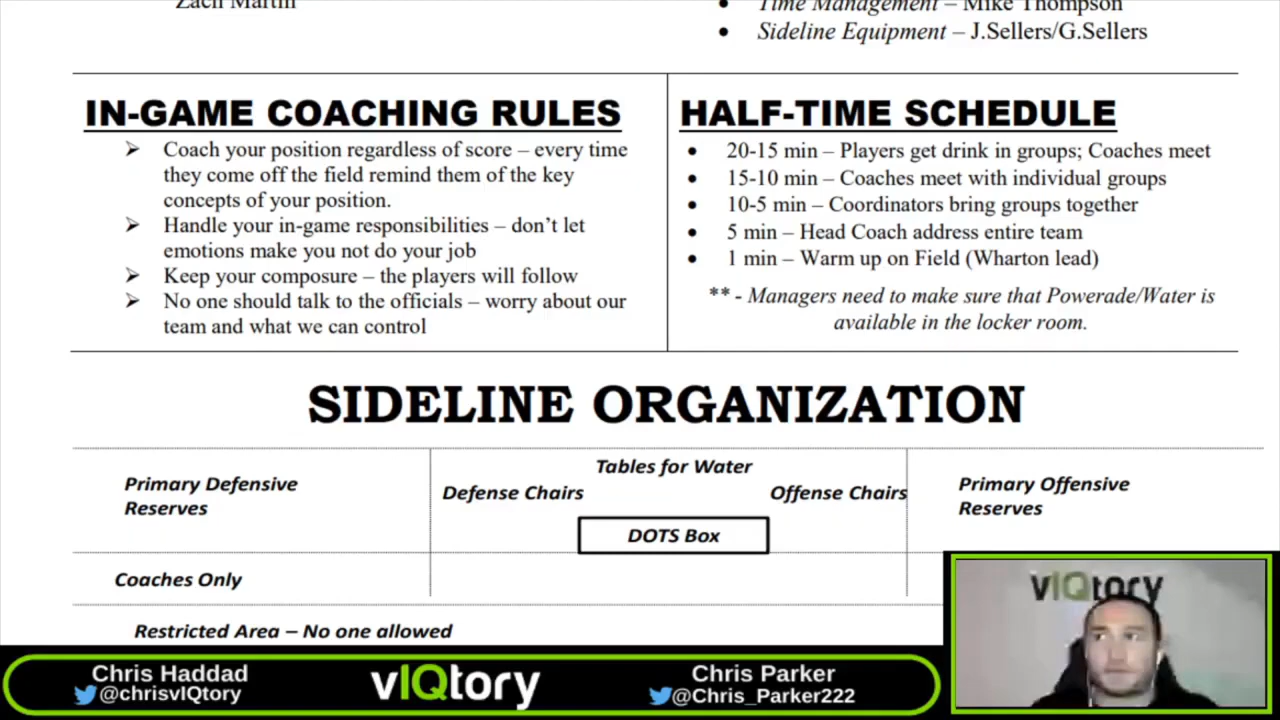 Zach Martin
• Time Management – Mike Thompson
• Sideline Equipment – J.Sellers/G.Sellers
IN-GAME COACHING RULES
➢ Coach your position regardless of score – every time
they come off the field remind them of the key
concepts of your position.
➢ Handle your in-game responsibilities – don’t let
emotions make you not do your job
➢ Keep your composure – the players will follow
➢ No one should talk to the officials – worry about our
team and what we can control
HALF-TIME SCHEDULE
• 20-15 min – Players get drink in groups; Coaches meet
• 15-10 min – Coaches meet with individual groups
• 10-5 min – Coordinators bring groups together
• 5 min – Head Coach address entire team
• 1 min – Warm up on Field (Wharton lead)
** - Managers need to make sure that Powerade/Water is
available in the locker room.
SIDELINE ORGANIZATION
Primary Defensive
Reserves
Tables for Water
Defense Chairs
Offense Chairs
DOTS Box
Primary Offensive
Reserves
Coaches Only
Restricted Area – No one allowed
vIQtory
Chris Haddad
@chrisvIQtory
vIQtory
Chris Parker
@Chris_Parker222